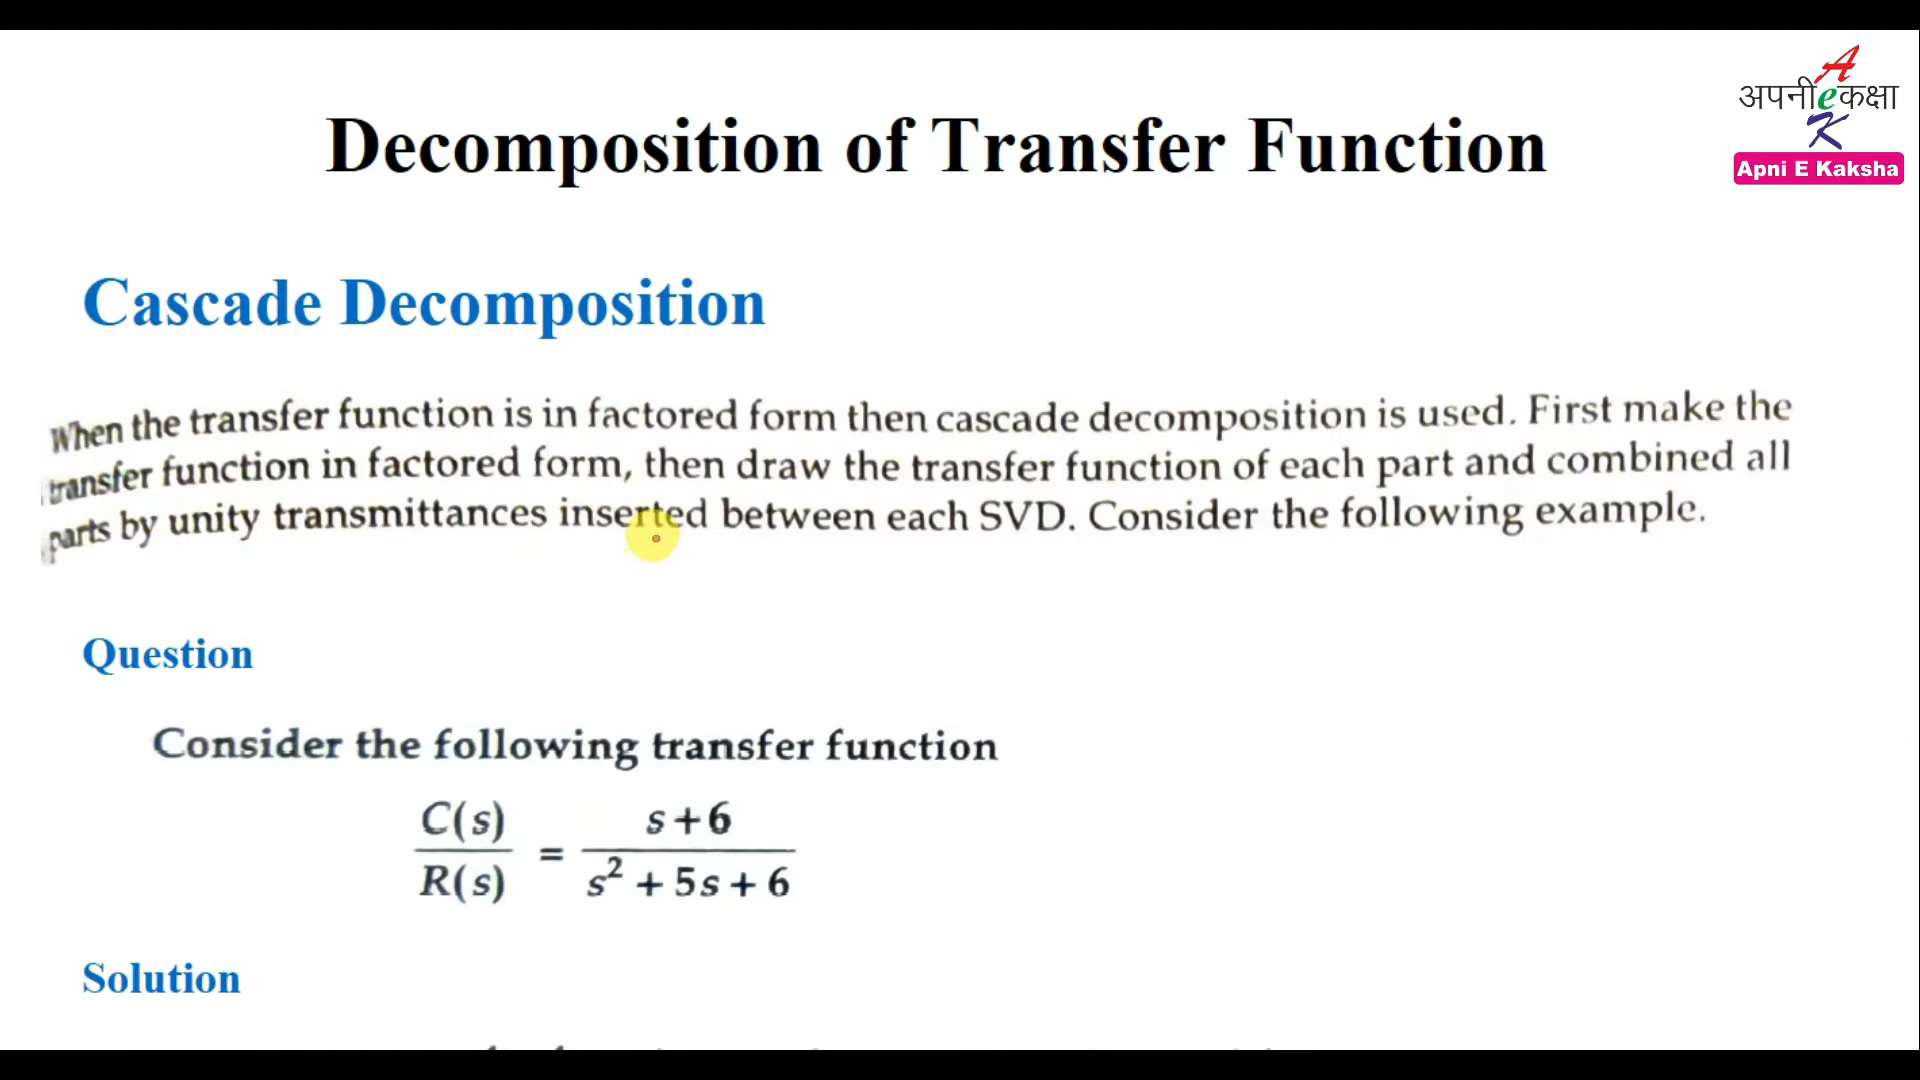 Decomposition of Transfer Function
A
अपनी e कक्षा
K
Apni E Kaksha
Cascade Decomposition
When the transfer function is in factored form then cascade decomposition is used. First make the
transfer function in factored form, then draw the transfer function of each part and combined all
parts by unity transmittances inserted between each SVD. Consider the following example.
Question
Consider the following transfer function
C(s)/R(s) = (s+6)/(s² + 5s + 6)
Solution